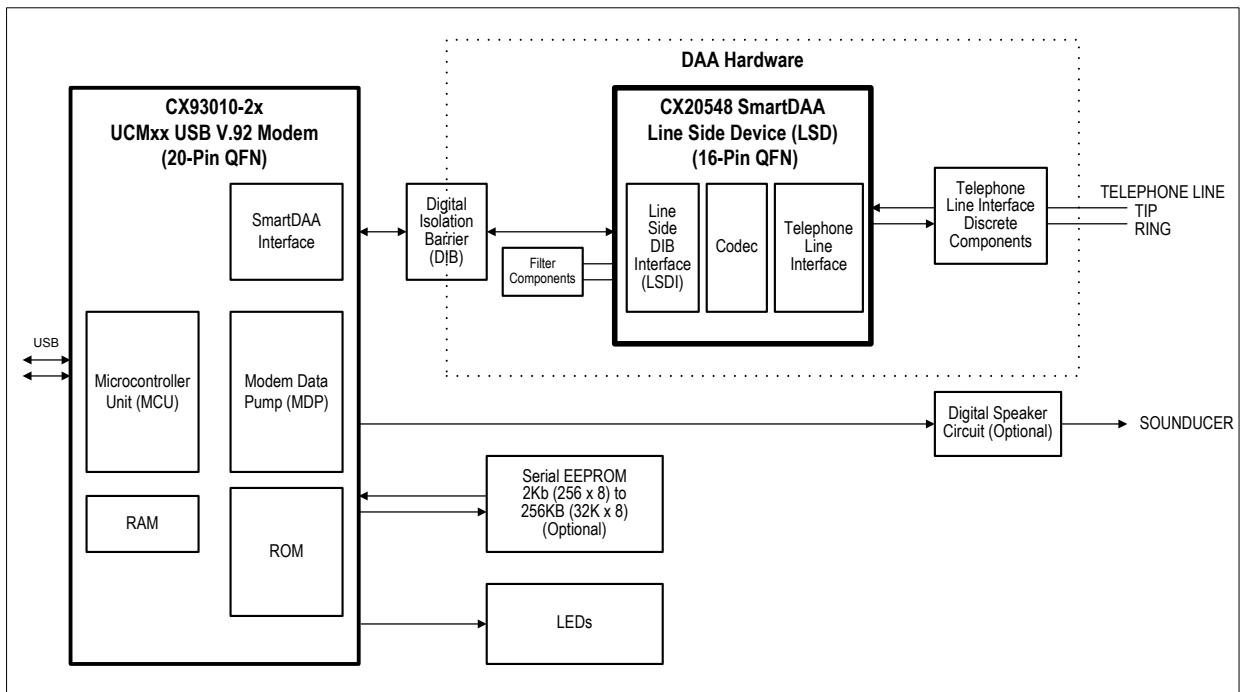 DAA Hardware
CX93010-2x
UCMxx USB V.92 Modem
(20-Pin QFN)
SmartDAA
Interface
Microcontroller
Unit (MCU)
Modem Data
Pump (MDP)
RAM
ROM
USB
Digital
Isolation
Barrier
(DIB)
Filter
Components
CX20548 SmartDAA
Line Side Device (LSD)
(16-Pin QFN)
Line
Side
DIB
Interface
(LSDI)
Codec
Telephone
Line
Interface
Telephone
Line Interface
Discrete
Components
TELEPHONE LINE
TIP
RING
Digital Speaker
Circuit (Optional)
SOUNDUCER
Serial EEPROM
2Kb (256 x 8) to
256KB (32K x 8)
(Optional)
LEDs